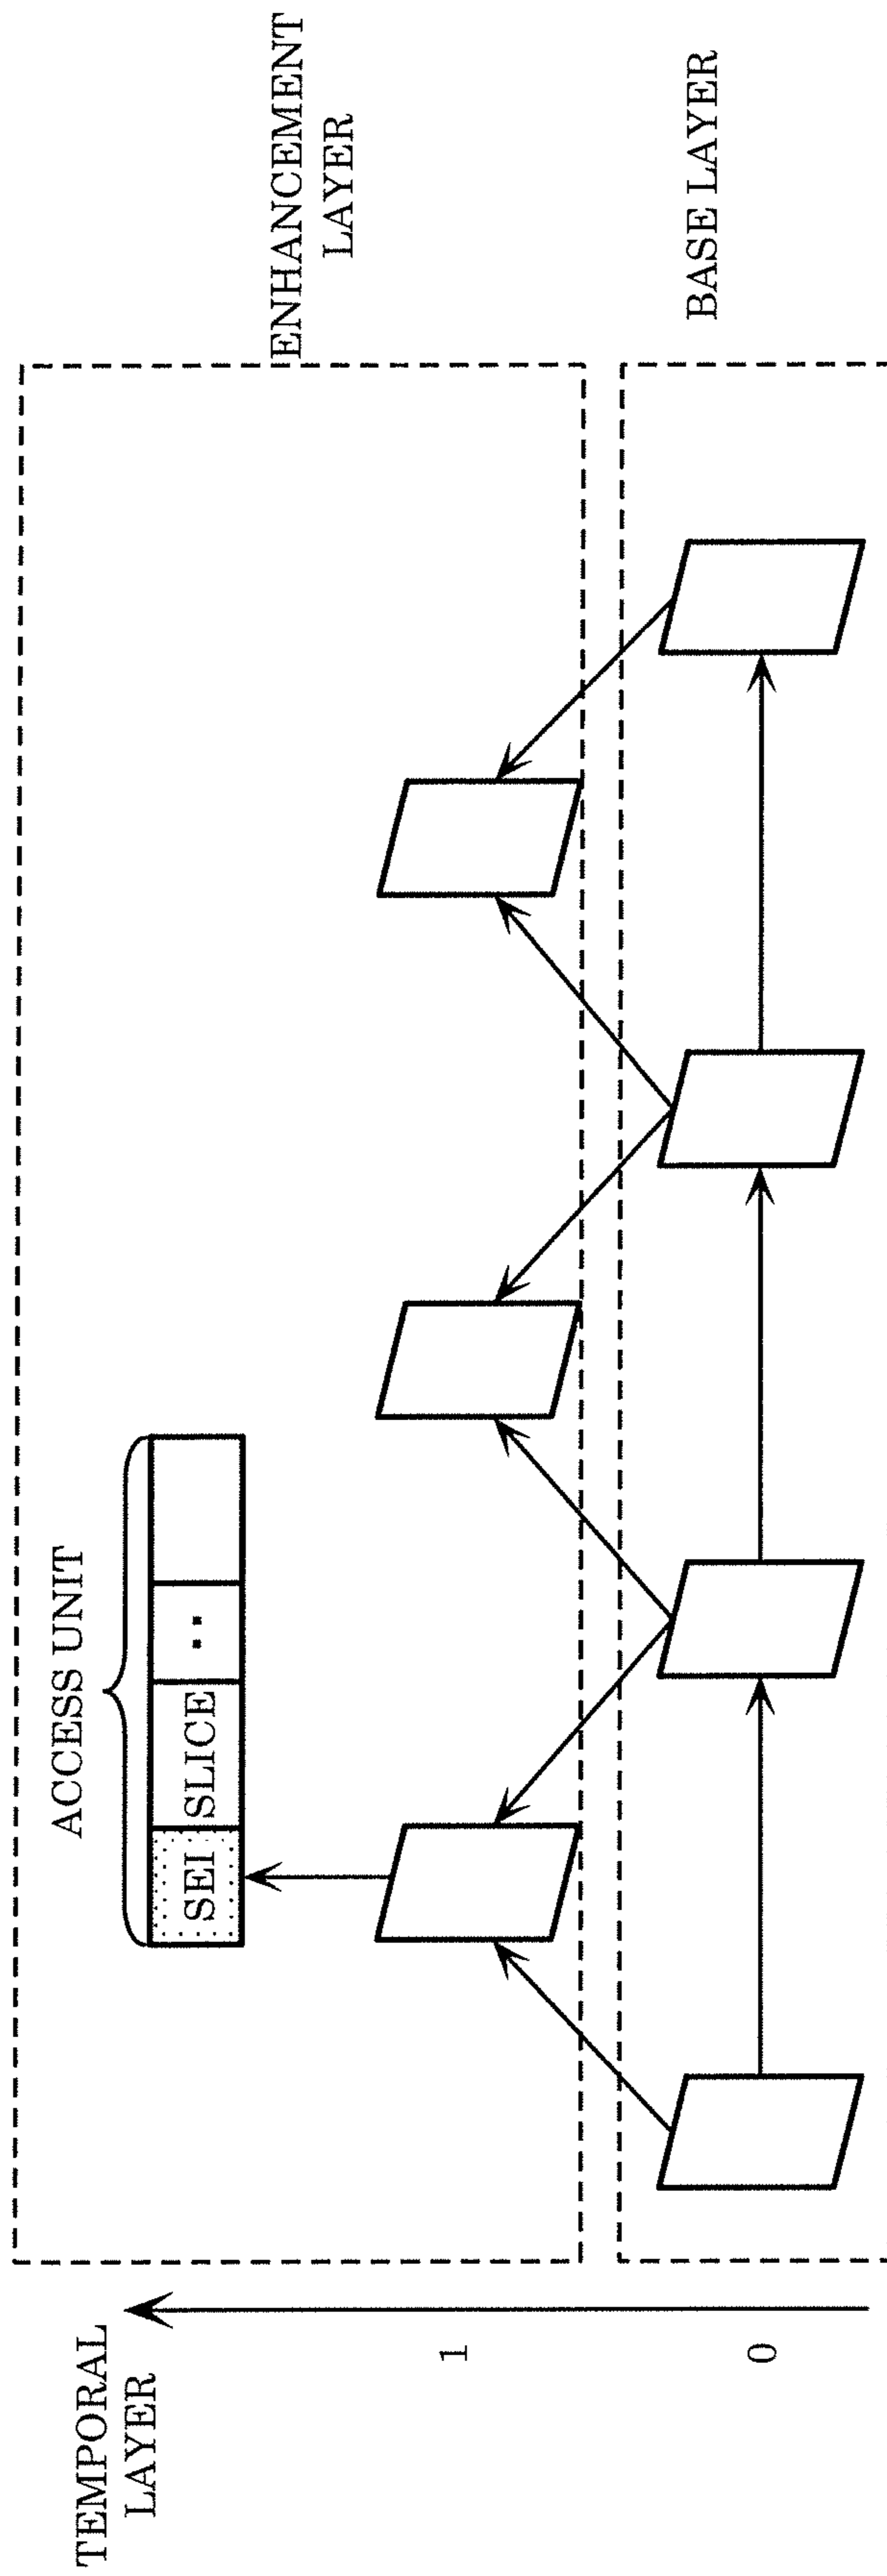 TEMPORAL
LAYER
1
0
ACCESS UNIT
SEI
SLICE
..
ENHANCEMENT
LAYER
BASE LAYER